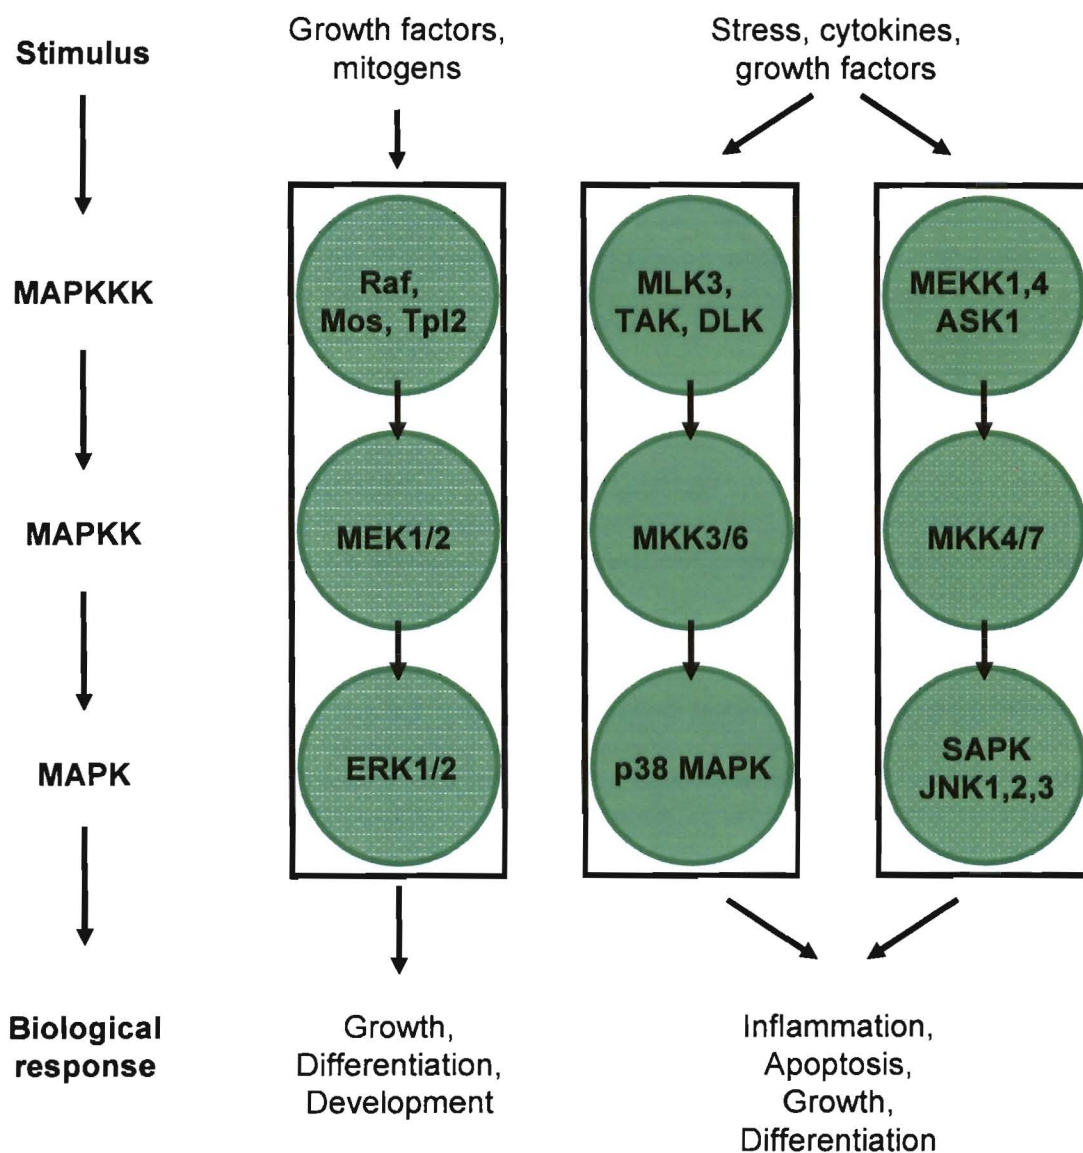 Stimulus
Growth factors,
mitogens
Stress, cytokines,
growth factors
MAPKKK
Raf,
Mos, Tpl2
MLK3,
TAK, DLK
MEKK1,4
ASK1
MAPKK
MEK1/2
MKK3/6
MKK4/7
MAPK
ERK1/2
p38 MAPK
SAPK
JNK1,2,3
Biological
response
Growth,
Differentiation,
Development
Inflammation,
Apoptosis,
Growth,
Differentiation